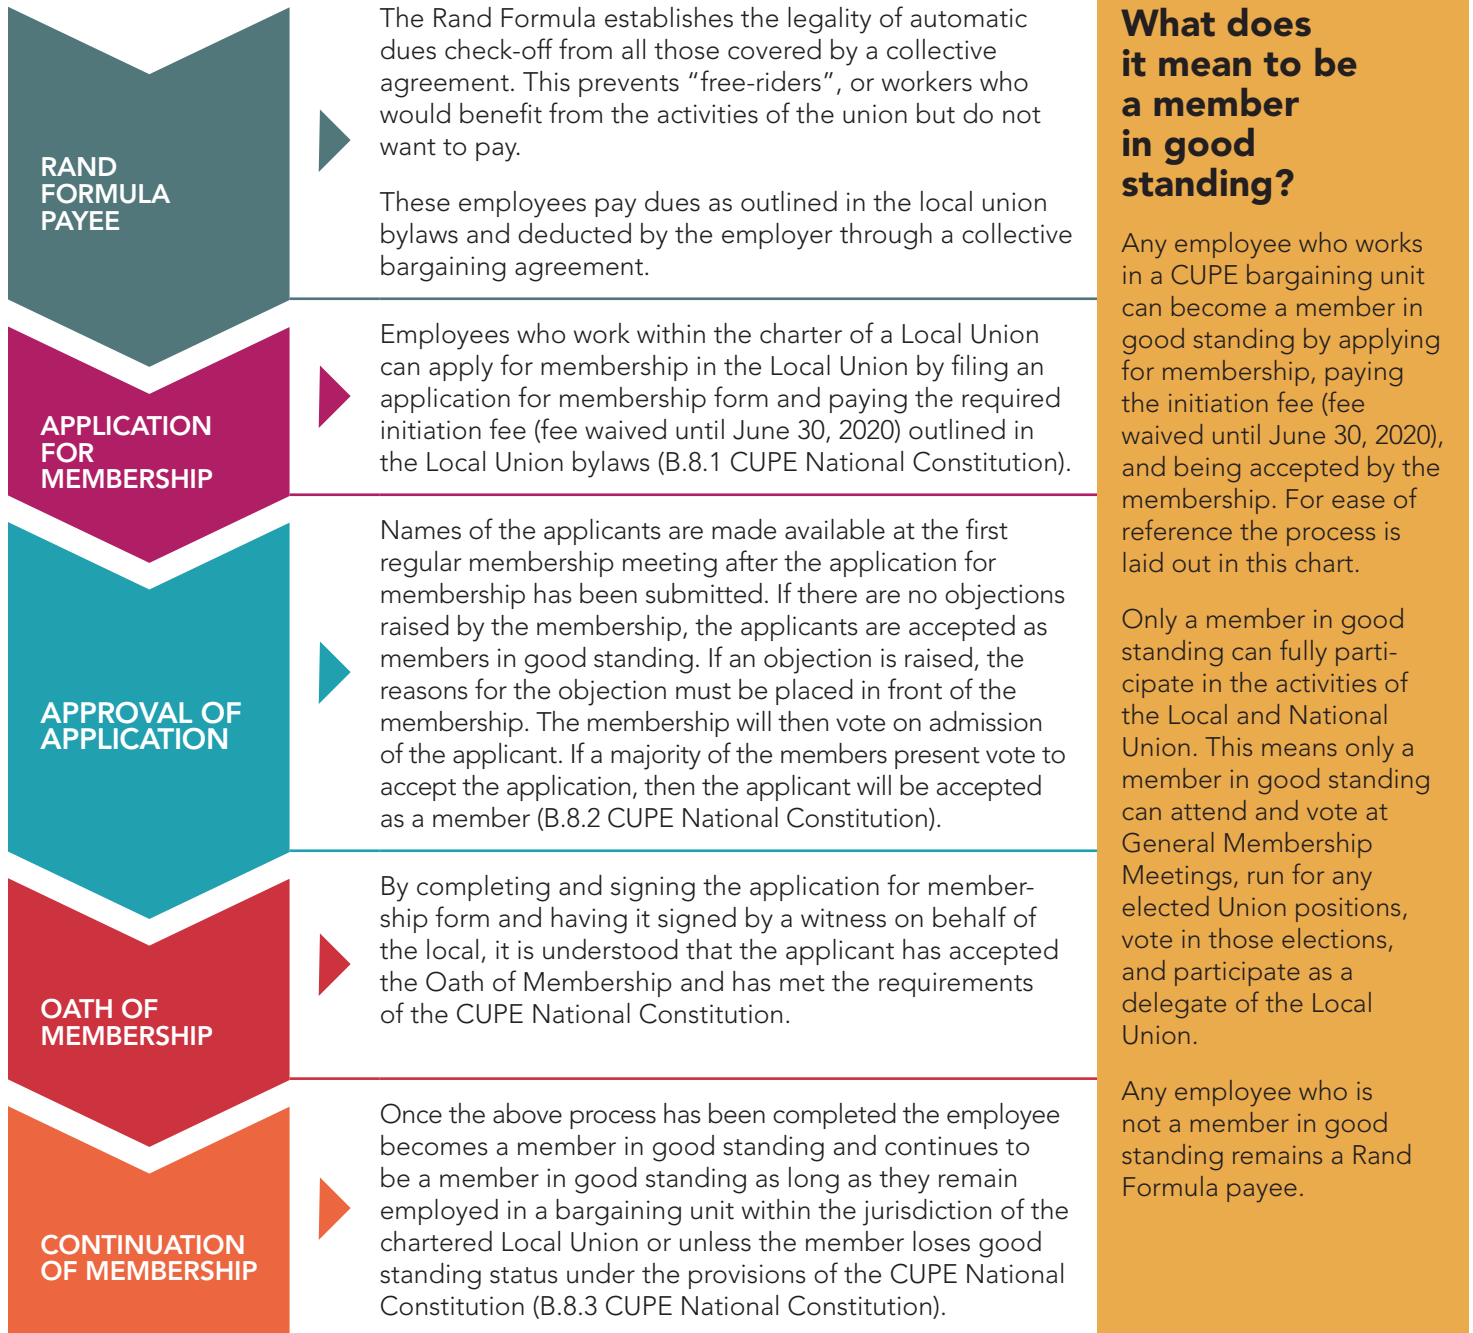 RAND
FORMULA
PAYEE
The Rand Formula establishes the legality of automatic
dues check-off from all those covered by a collective
agreement. This prevents “free-riders”, or workers who
would benefit from the activities of the union but do not
want to pay.
These employees pay dues as outlined in the local union
bylaws and deducted by the employer through a collective
bargaining agreement.
APPLICATION
FOR
MEMBERSHIP
Employees who work within the charter of a Local Union
can apply for membership in the Local Union by filing an
application for membership form and paying the required
initiation fee (fee waived until June 30, 2020) outlined in
the Local Union bylaws (B.8.1 CUPE National Constitution).
APPROVAL OF
APPLICATION
Names of the applicants are made available at the first
regular membership meeting after the application for
membership has been submitted. If there are no objections
raised by the membership, the applicants are accepted as
members in good standing. If an objection is raised, the
reasons for the objection must be placed in front of the
membership. The membership will then vote on admission
of the applicant. If a majority of the members present vote to
accept the application, then the applicant will be accepted
as a member (B.8.2 CUPE National Constitution).
OATH OF
MEMBERSHIP
By completing and signing the application for member-
ship form and having it signed by a witness on behalf of
the local, it is understood that the applicant has accepted
the Oath of Membership and has met the requirements
of the CUPE National Constitution.
CONTINUATION
OF MEMBERSHIP
Once the above process has been completed the employee
becomes a member in good standing and continues to
be a member in good standing as long as they remain
employed in a bargaining unit within the jurisdiction of the
chartered Local Union or unless the member loses good
standing status under the provisions of the CUPE National
Constitution (B.8.3 CUPE National Constitution).
What does
it mean to be
a member
in good
standing?
Any employee who works
in a CUPE bargaining unit
can become a member in
good standing by applying
for membership, paying
the initiation fee (fee
waived until June 30, 2020),
and being accepted by the
membership. For ease of
reference the process is
laid out in this chart.
Only a member in good
standing can fully parti-
cipate in the activities of
the Local and National
Union. This means only a
member in good standing
can attend and vote at
General Membership
Meetings, run for any
elected Union positions,
vote in those elections,
and participate as a
delegate of the Local
Union.
Any employee who is
not a member in good
standing remains a Rand
Formula payee.